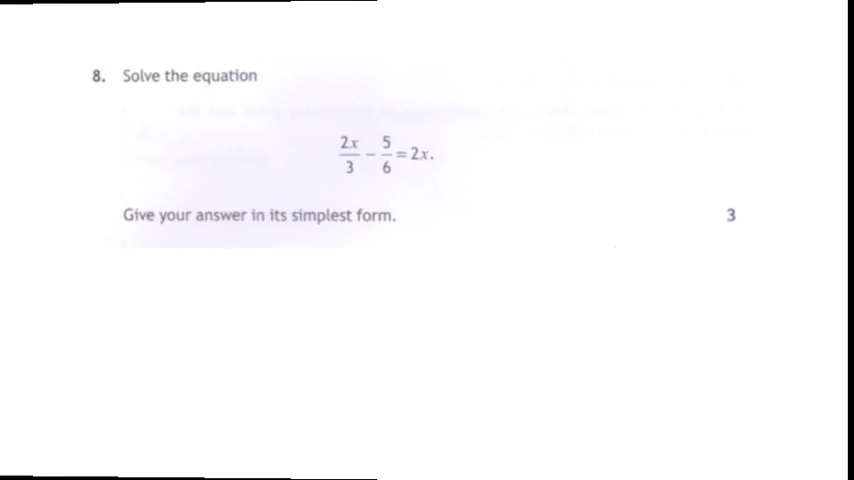 8. Solve the equation
2x/3 − 5/6 = 2x.
Give your answer in its simplest form. 3